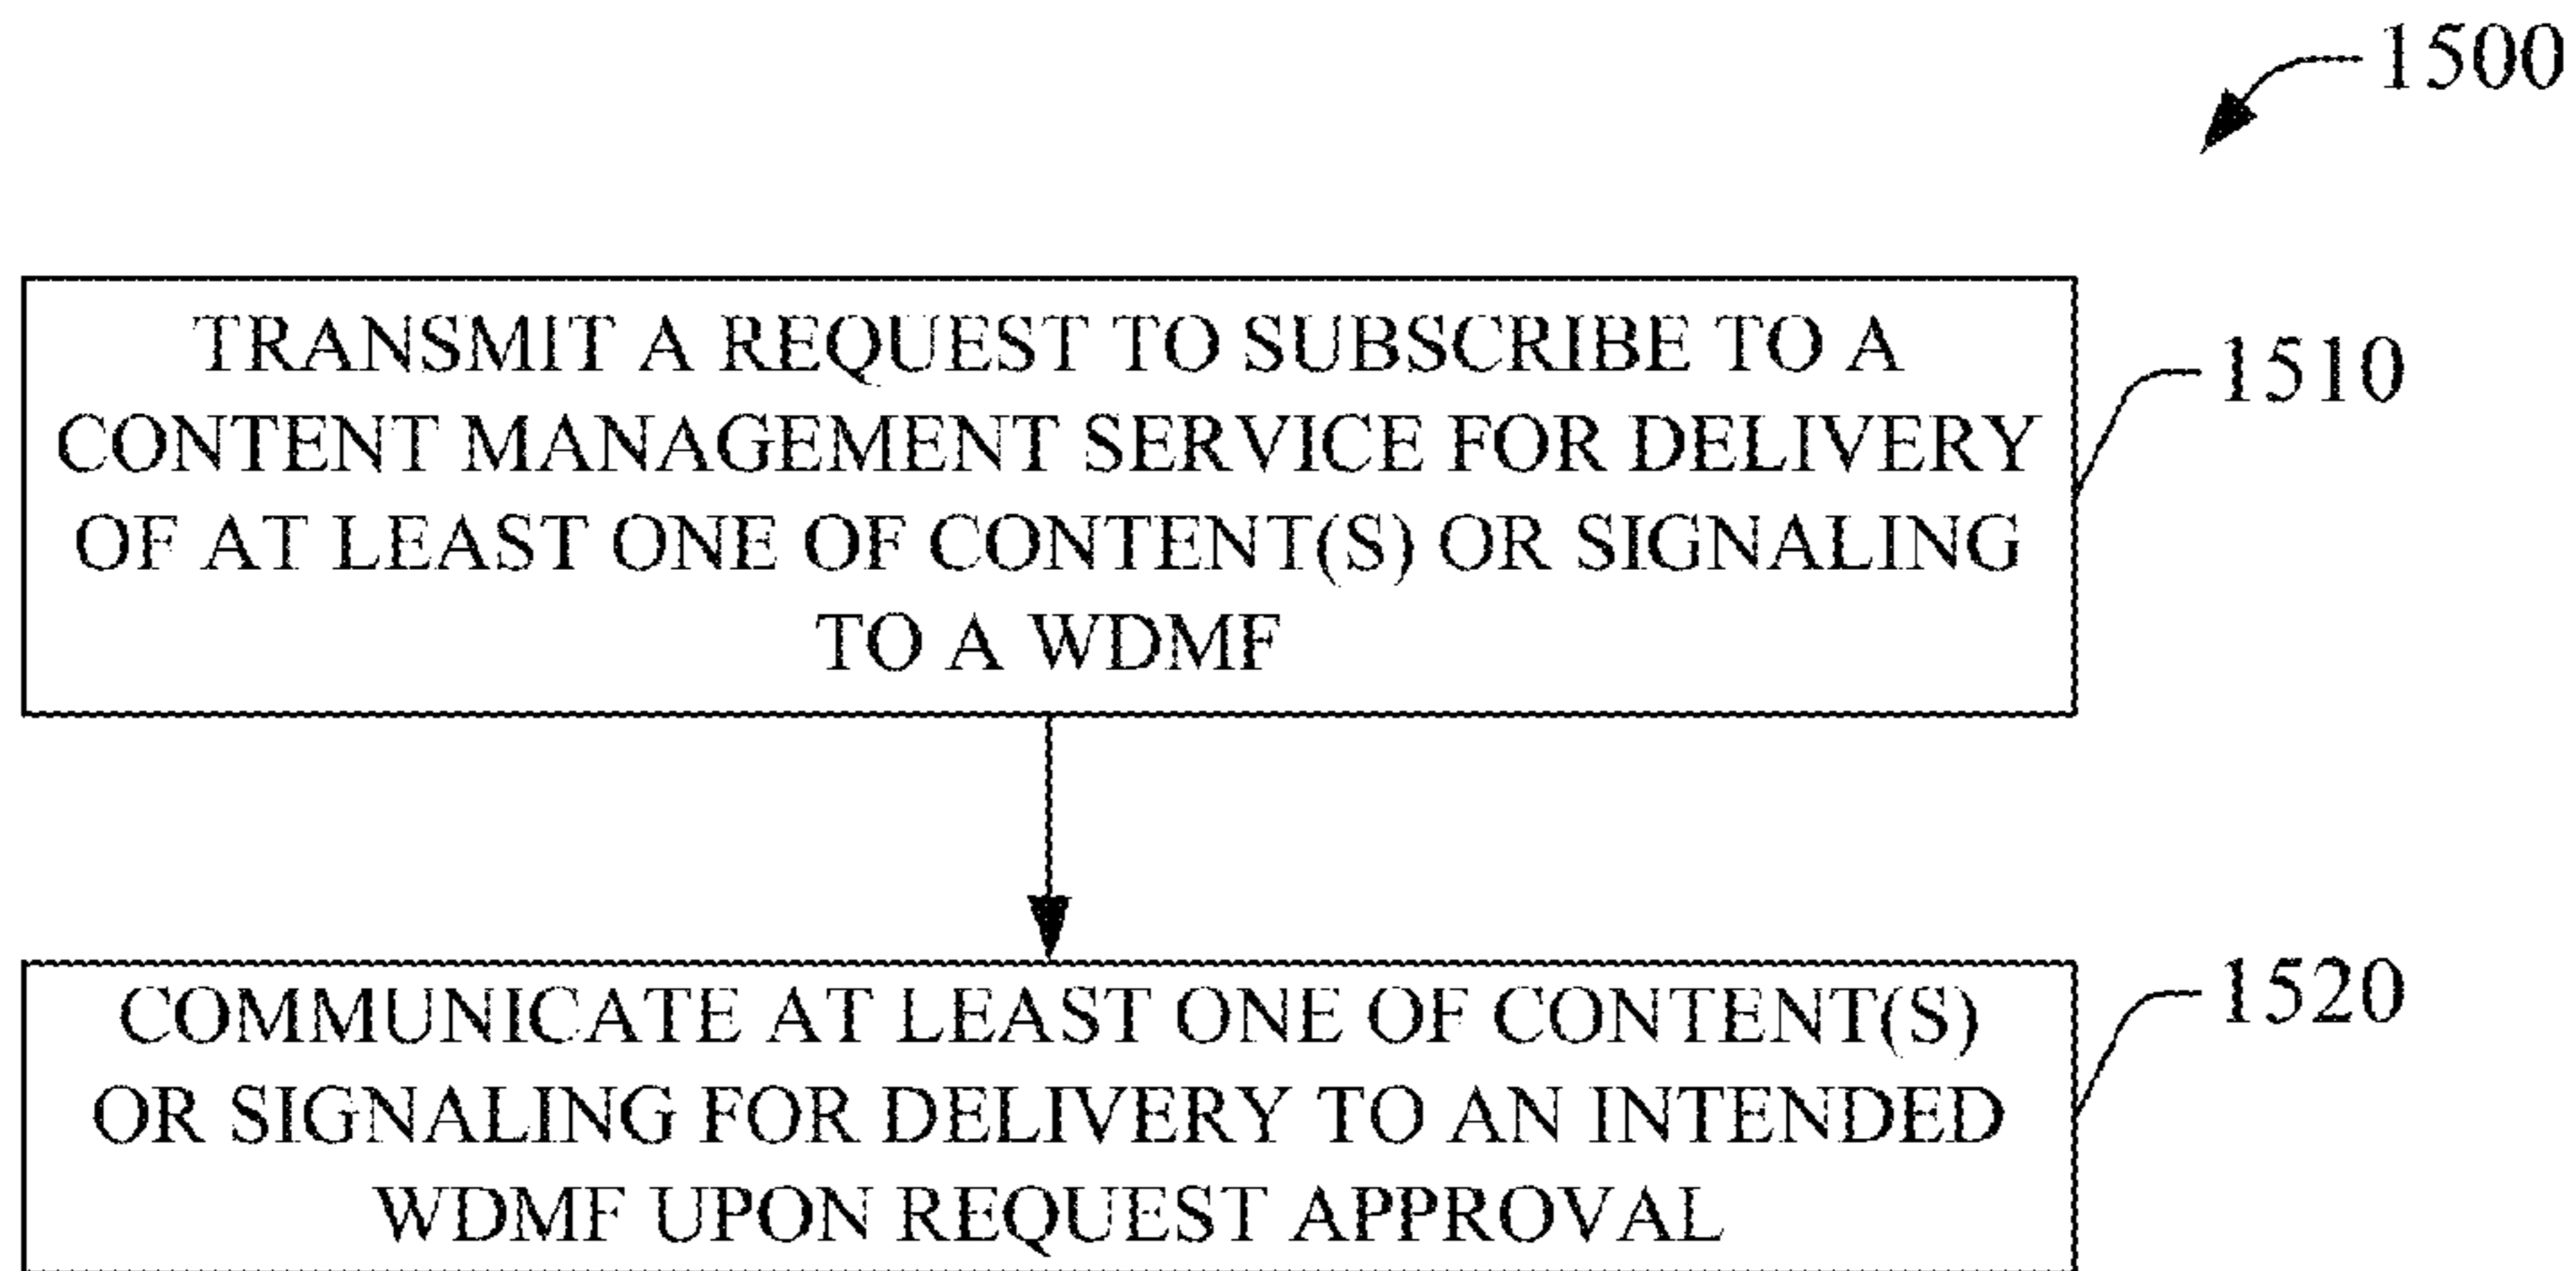 1500
TRANSMIT A REQUEST TO SUBSCRIBE TO A
CONTENT MANAGEMENT SERVICE FOR DELIVERY
OF AT LEAST ONE OF CONTENT(S) OR SIGNALING
TO A WDMF
1510
COMMUNICATE AT LEAST ONE OF CONTENT(S)
OR SIGNALING FOR DELIVERY TO AN INTENDED
WDMF UPON REQUEST APPROVAL
1520